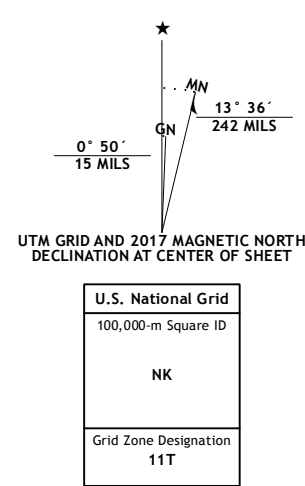 MN
13° 36´
242 MILS
GN
0° 50´
15 MILS
UTM GRID AND 2017 MAGNETIC NORTH
DECLINATION AT CENTER OF SHEET
U.S. National Grid
100,000-m Square ID
NK
Grid Zone Designation
11T